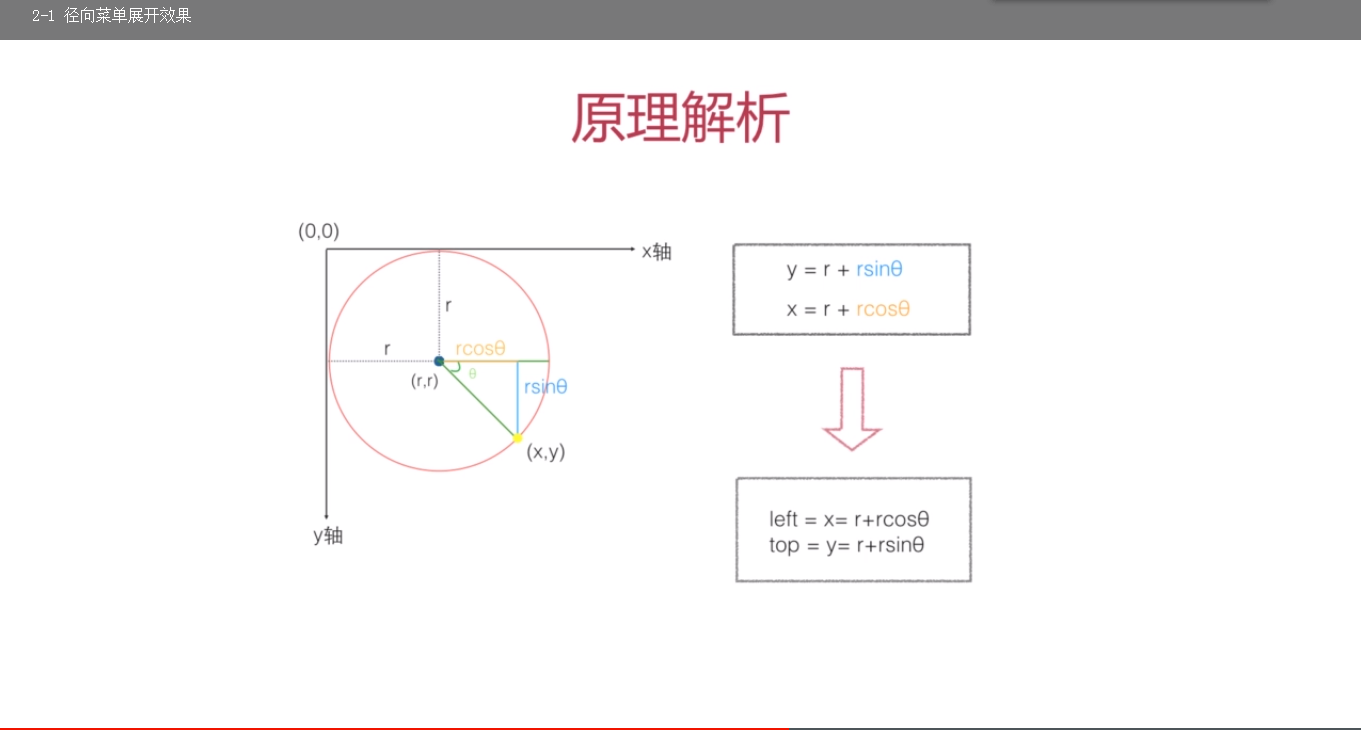 2-1 径向菜单展开效果
原理解析
(0,0)
x轴
r
r
rcosθ
θ
(r,r)
rsinθ
(x,y)
y轴
y = r + rsinθ
x = r + rcosθ
left = x= r+rcosθ
top = y= r+rsinθ